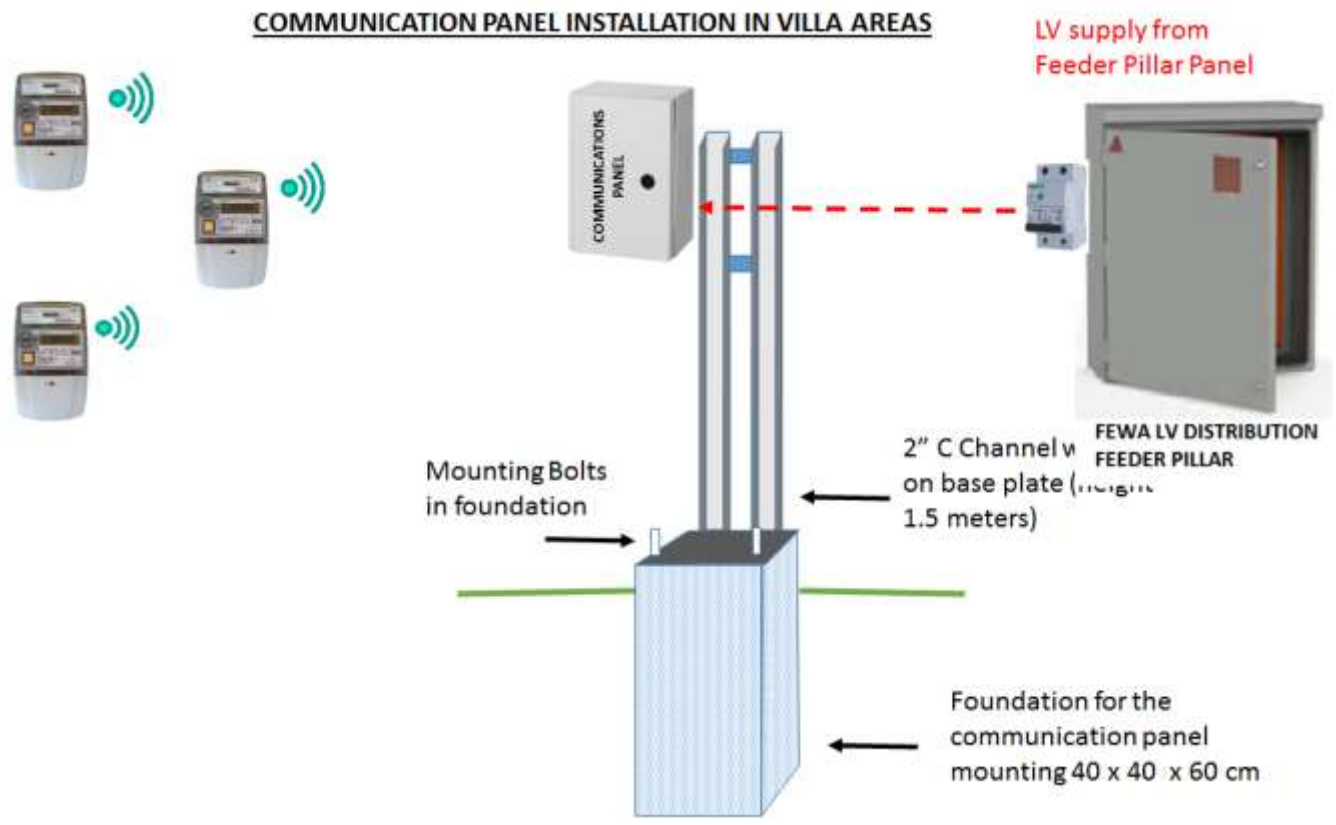 COMMUNICATION PANEL INSTALLATION IN VILLA AREAS
LV supply from
Feeder Pillar Panel
COMMUNICATIONS
PANEL
FEWA LV DISTRIBUTION
FEEDER PILLAR
Mounting Bolts
in foundation
2" C Channel
on base plate (height
1.5 meters)
Foundation for the
communication panel
mounting 40 x 40 x 60 cm